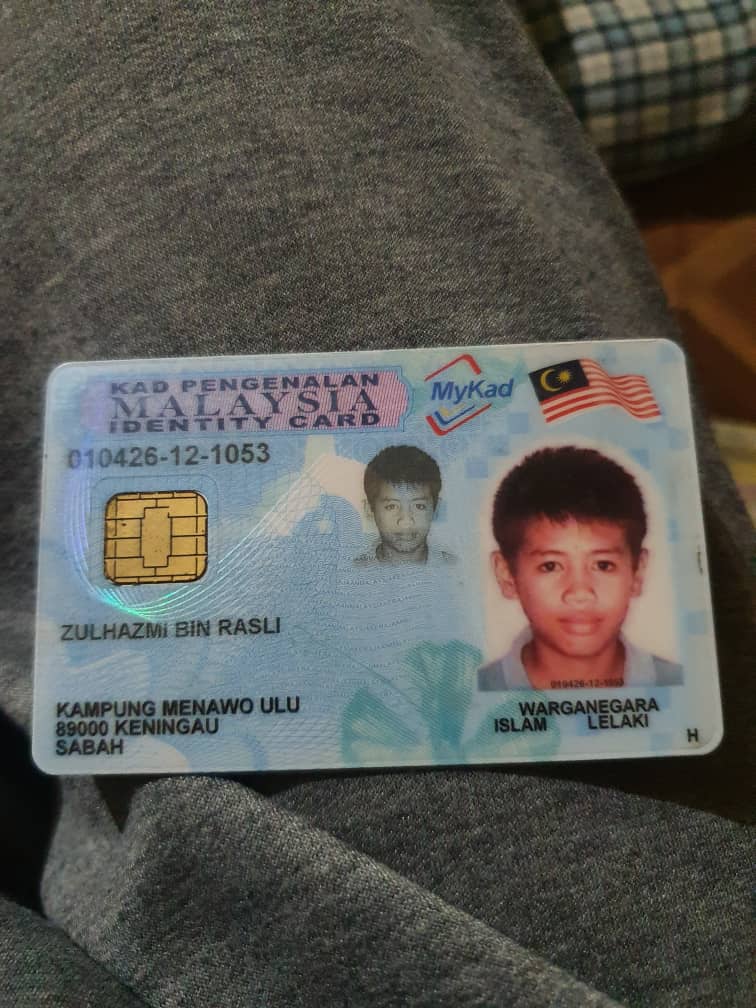 KAD PENGENALAN
MALAYSIA
IDENTITY CARD
MyKad
010426-12-1053
ZULHAZMI BIN RASLI
KAMPUNG MENAWO ULU
89000 KENINGAU
SABAH
010426-12-1053
WARGANEGARA
ISLAM LELAKI
H